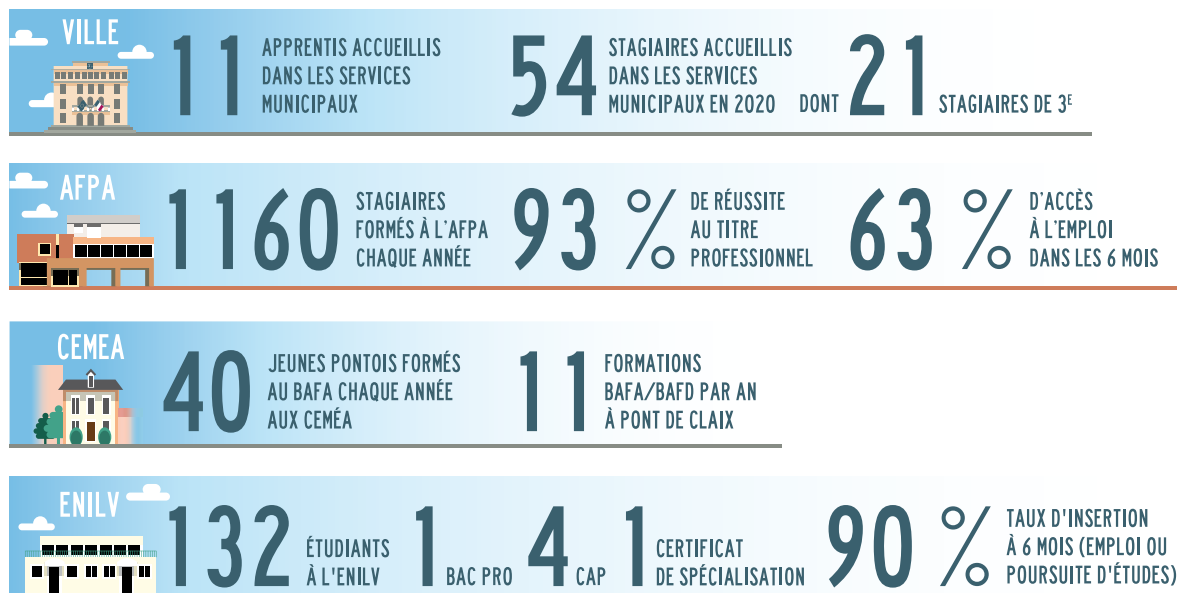 VILLE
11 APPRENTIS ACCUEILLIS
DANS LES SERVICES
MUNICIPAUX
54 STAGIAIRES ACCUEILLIS
DANS LES SERVICES
MUNICIPAUX EN 2020 DONT 21 STAGIAIRES DE 3E
AFPA
1160 STAGIAIRES
FORMÉS À L'AFPA
CHAQUE ANNÉE
93 % DE RÉUSSITE
AU TITRE
PROFESSIONNEL
63 % D'ACCÈS
À L'EMPLOI
DANS LES 6 MOIS
CEMEA
40 JEUNES PONTOIS FORMÉS
AU BAFA CHAQUE ANNÉE
AUX CEMÉA
11 FORMATIONS
BAFA/BAFD PAR AN
À PONT DE CLAIX
ENILV
132 ÉTUDIANTS
À L'ENILV
1 BAC PRO
4 CAP
1 CERTIFICAT
DE SPÉCIALISATION
90 % TAUX D'INSERTION
À 6 MOIS (EMPLOI OU
POURSUITE D'ÉTUDES)